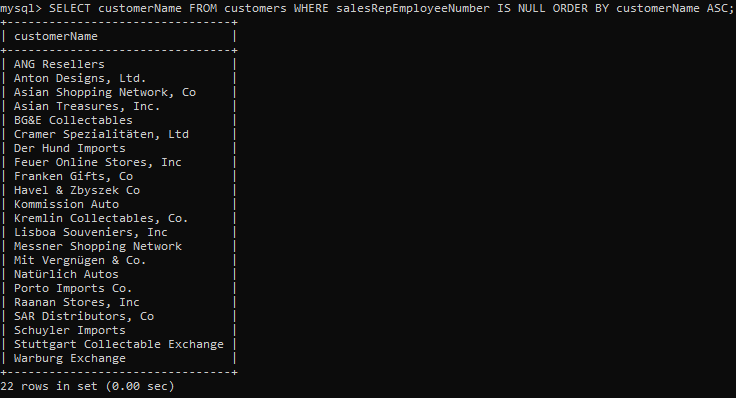 mysql> SELECT customerName FROM customers WHERE salesRepEmployeeNumber IS NULL ORDER BY customerName ASC;
+--------------------------------+
| customerName                   |
+--------------------------------+
| ANG Resellers                  |
| Anton Designs, Ltd.            |
| Asian Shopping Network, Co     |
| Asian Treasures, Inc.          |
| BG&E Collectables              |
| Cramer Spezialitäten, Ltd      |
| Der Hund Imports               |
| Feuer Online Stores, Inc       |
| Franken Gifts, Co              |
| Havel & Zbyszek Co             |
| Kommission Auto                |
| Kremlin Collectables, Co.      |
| Lisboa Souveniers, Inc         |
| Messner Shopping Network       |
| Mit Vergnügen & Co.            |
| Natürlich Autos                |
| Porto Imports Co.              |
| Raanan Stores, Inc             |
| SAR Distributors, Co           |
| Schuyler Imports               |
| Stuttgart Collectable Exchange |
| Warburg Exchange               |
+--------------------------------+
22 rows in set (0.00 sec)